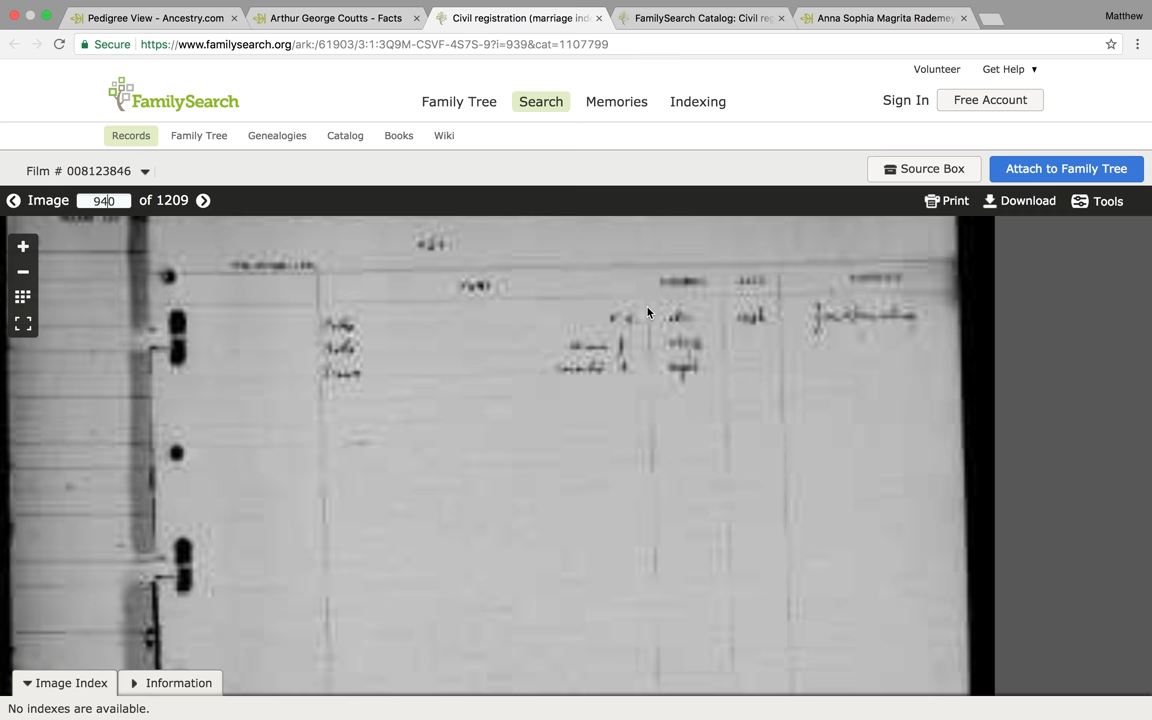 Pedigree View - Ancestry.com
Arthur George Coutts - Facts
Civil registration (marriage ind
FamilySearch Catalog: Civil reg
Anna Sophia Magrita Rademey
Matthew
Secure
https://www.familysearch.org/ark:/61903/3:1:3Q9M-CSVF-4S7S-9?i=939&cat=1107799
Volunteer Get Help
FamilySearch
Family Tree Search Memories Indexing
Sign In Free Account
Records Family Tree Genealogies Catalog Books Wiki
Film # 008123846
Source Box Attach to Family Tree
Image 940 of 1209
Print Download Tools
Image Index Information
No indexes are available.